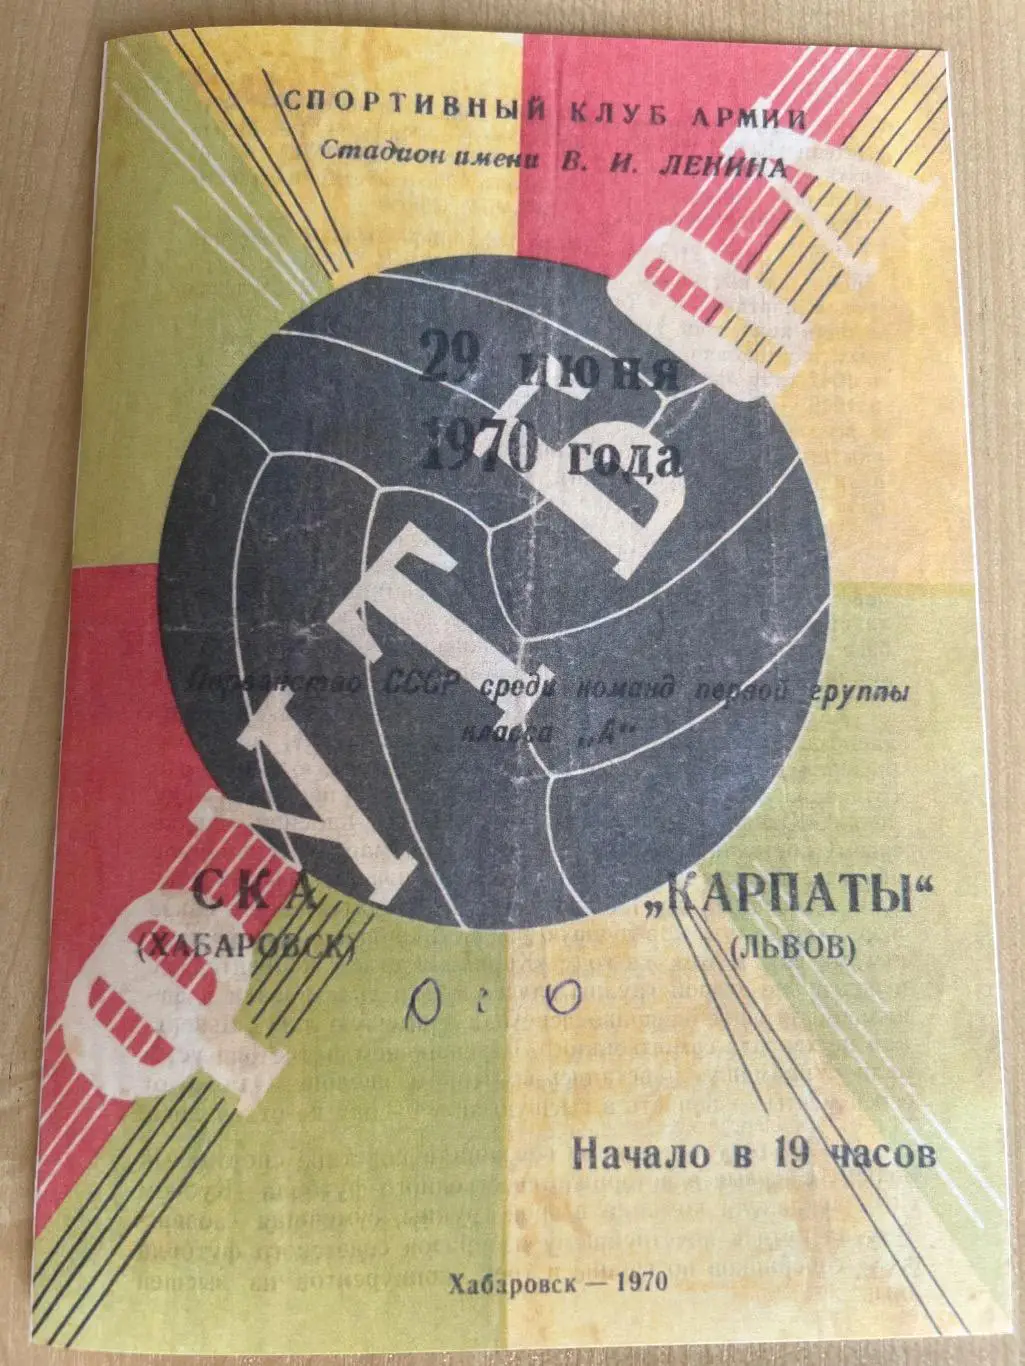 СПОРТИВНЫЙ КЛУБ АРМИИ
Стадион имени В. И. ЛЕНИНА
ФУТБОЛ
29 июня
1970 года
Первенство СССР среди команд первой группы
класса „А“
СКА
(ХАБАРОВСК)
„КАРПАТЫ“
(ЛЬВОВ)
0 : 0
Начало в 19 часов
Хабаровск — 1970